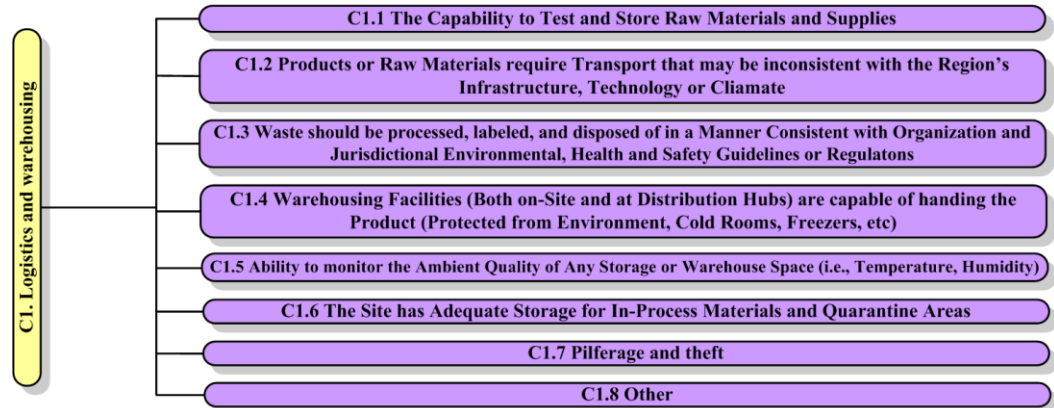 C1. Logistics and warehousing
C1.1 The Capability to Test and Store Raw Materials and Supplies
C1.2 Products or Raw Materials require Transport that may be inconsistent with the Region's
Infrastructure, Technology or Cliamate
C1.3 Waste should be processed, labeled, and disposed of in a Manner Consistent with Organization and
Jurisdictional Environmental, Health and Safety Guidelines or Regulatons
C1.4 Warehousing Facilities (Both on-Site and at Distribution Hubs) are capable of handing the
Product (Protected from Environment, Cold Rooms, Freezers, etc)
C1.5 Ability to monitor the Ambient Quality of Any Storage or Warehouse Space (i.e., Temperature, Humidity)
C1.6 The Site has Adequate Storage for In-Process Materials and Quarantine Areas
C1.7 Pilferage and theft
C1.8 Other